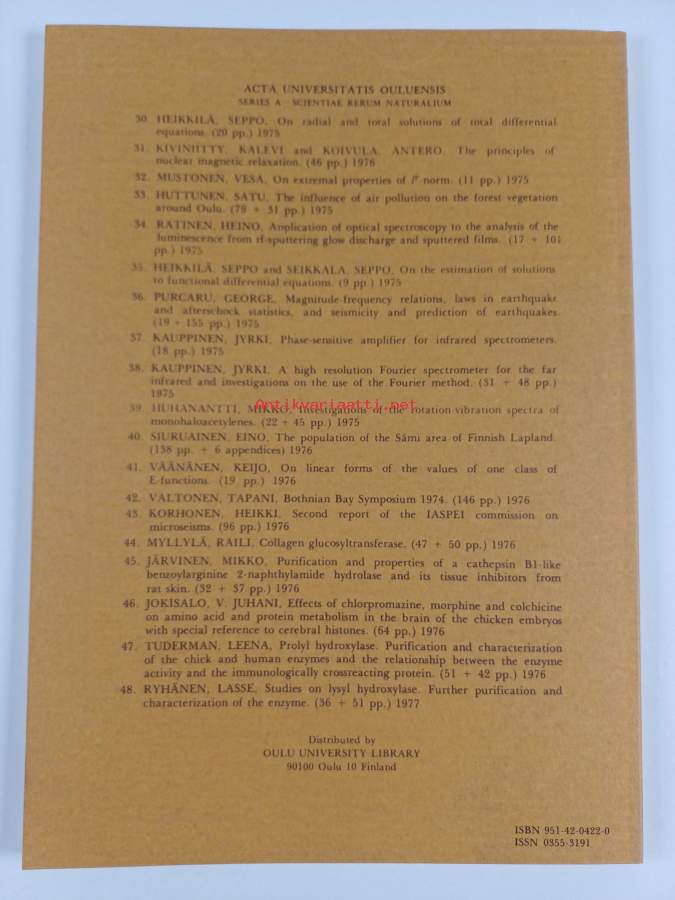 ACTA UNIVERSITATIS OULUENSIS
SERIES A SCIENTIAE RERUM NATURALIUM
30. HEIKKILÄ, SEPPO, On radial and total solutions of total differential
equations. (20 pp.) 1975
31. KIVINIITTY, KALEVI and KOIVULA, ANTERO, The principles of
nuclear magnetic relaxation. (46 pp.) 1976
32. MUSTONEN, VESA, On extremal properties of norm. (11 pp.) 1975
33. HUTTUNEN, SATU, The influence of air pollution on the forest vegetation
around Oulu. (78 + 31 pp.) 1975
34. RATINEN, HEINO, Application of optical spectroscopy to the analysis of the
luminescence from rf-sputtering glow discharge and sputtered films. (17 + 101
pp.) 1975
35. HEIKKILÄ, SEPPO and SEIKKALA, SEPPO, On the estimation of solutions
to functional differential equations. (9 pp.) 1975
36. PURCARU, GEORGE, Magnitude-frequency relations, laws in earthquake
and afterschock statistics, and seismicity and prediction of earthquakes.
(19 + 155 pp.) 1975
37. KAUPPINEN, JYRKI, Phase-sensitive amplifier for infrared spectrometers.
(18 pp.) 1975
38. KAUPPINEN, JYRKI, A high resolution Fourier spectrometer for the far
infrared and investigations on the use of the Fourier method. (31 + 48 pp.)
1975
Antikvariaatti.net
39. HUHANANTTI, MIKKO, Investigations of the rotation-vibration spectra of
monohaloacetylenes. (22 + 45 pp.) 1975
40. SIURUAINEN, EINO, The population of the Sámi area of Finnish Lapland.
(138 pp. + 6 appendices) 1976
41. VÄÄNÄNEN, KEIJO, On linear forms of the values of one class of
E-functions. (19 pp.) 1976
42. VALTONEN, TAPANI, Bothnian Bay Symposium 1974. (146 pp.) 1976
43. KORHONEN, HEIKKI, Second report of the IASPEI commission on
microseisms. (96 pp.) 1976
44. MYLLYLÄ, RAILI, Collagen glucosyltransferase. (47 + 50 pp.) 1976
45. JÄRVINEN, MIKKO, Purification and properties of a cathepsin B1-like
benzoylarginine 2-naphthylamide hydrolase and its tissue inhibitors from
rat skin. (32 + 37 pp.) 1976
46. JOKISALO, V. JUHANI, Effects of chlorpromazine, morphine and colchicine
on amino acid and protein metabolism in the brain of the chicken embryos
with special reference to cerebral histones. (64 pp.) 1976
47. TUDERMAN, LEENA, Prolyl hydroxylase. Purification and characterization
of the chick and human enzymes and the relationship between the enzyme
activity and the immunologically crossreacting protein. (51 + 42 pp.) 1976
48. RYHÄNEN, LASSE, Studies on lysyl hydroxylase. Further purification and
characterization of the enzyme. (36 + 51 pp.) 1977
Distributed by
OULU UNIVERSITY LIBRARY
90100 Oulu 10 Finland
ISBN 951-42-0422-0
ISSN 0355-3191